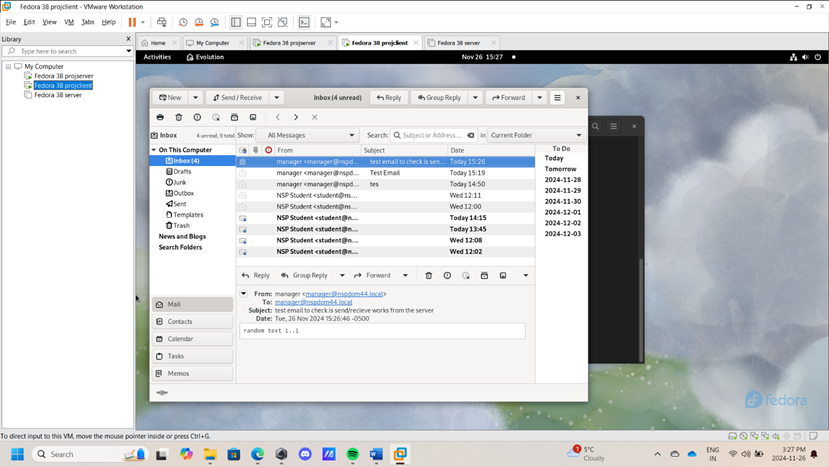 Fedora 38 projclient - VMware Workstation
File Edit View VM Tabs Help
Library
Type here to search
My Computer
Fedora 38 projserver
Fedora 38 projclient
Fedora 38 server
Home My Computer Fedora 38 projserver Fedora 38 projclient Fedora 38 server
Activities Evolution Nov 26 15:27
New Send / Receive Inbox (4 unread) Reply Group Reply Forward
Inbox 4 unread, 9 total Show: All Messages Search: Subject or Address... in Current Folder
On This Computer
Inbox (4)
Drafts
Junk
Outbox
Sent
Templates
Trash
News and Blogs
Search Folders
Mail
Contacts
Calendar
Tasks
Memos
From Subject Date
manager <manager@nspd... test email to check is sen... Today 15:26
manager <manager@nspd... Test Email Today 15:19
manager <manager@nspd... tes Today 14:50
NSP Student <student@n... Wed 12:11
NSP Student <student@n... Wed 12:00
NSP Student <student@n... Today 14:15
NSP Student <student@n... Today 13:45
NSP Student <student@n... Wed 12:08
NSP Student <student@n... Wed 12:02
To Do
Today
Tomorrow
2024-11-28
2024-11-29
2024-11-30
2024-12-01
2024-12-02
2024-12-03
Reply Group Reply Forward
From: manager <manager@nspdom44.local>
To: manager@nspdom44.local
Subject: test email to check is send/recieve works from the server
Date: Tue, 26 Nov 2024 15:26:46 -0500
random text 1..1
fedora
To direct input to this VM, move the mouse pointer inside or press Ctrl+G.
Search
1
5°C
Cloudy
ENG
IN
3:27 PM
2024-11-26